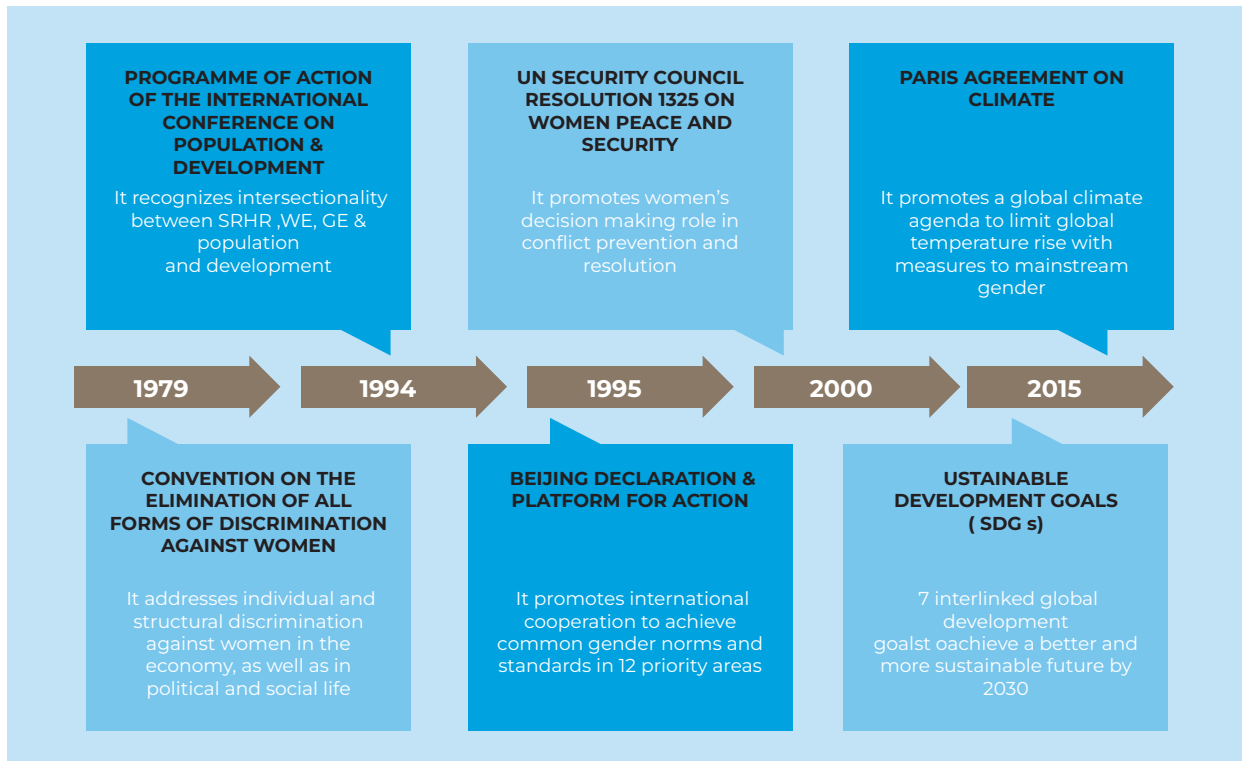 PROGRAMME OF ACTION
OF THE INTERNATIONAL
CONFERENCE ON
POPULATION &
DEVELOPMENT
It recognizes intersectionality
between SRHR ,WE, GE &
population
and development
UN SECURITY COUNCIL
RESOLUTION 1325 ON
WOMEN PEACE AND
SECURITY
It promotes women’s
decision making role in
conflict prevention and
resolution
PARIS AGREEMENT ON
CLIMATE
It promotes a global climate
agenda to limit global
temperature rise with
measures to mainstream
gender
1979
1994
1995
2000
2015
CONVENTION ON THE
ELIMINATION OF ALL
FORMS OF DISCRIMINATION
AGAINST WOMEN
It addresses individual and
structural discrimination
against women in the
economy, as well as in
political and social life
BEIJING DECLARATION &
PLATFORM FOR ACTION
It promotes international
cooperation to achieve
common gender norms and
standards in 12 priority areas
USTAINABLE
DEVELOPMENT GOALS
( SDG s)
7 interlinked global
development
goalst oachieve a better and
more sustainable future by
2030